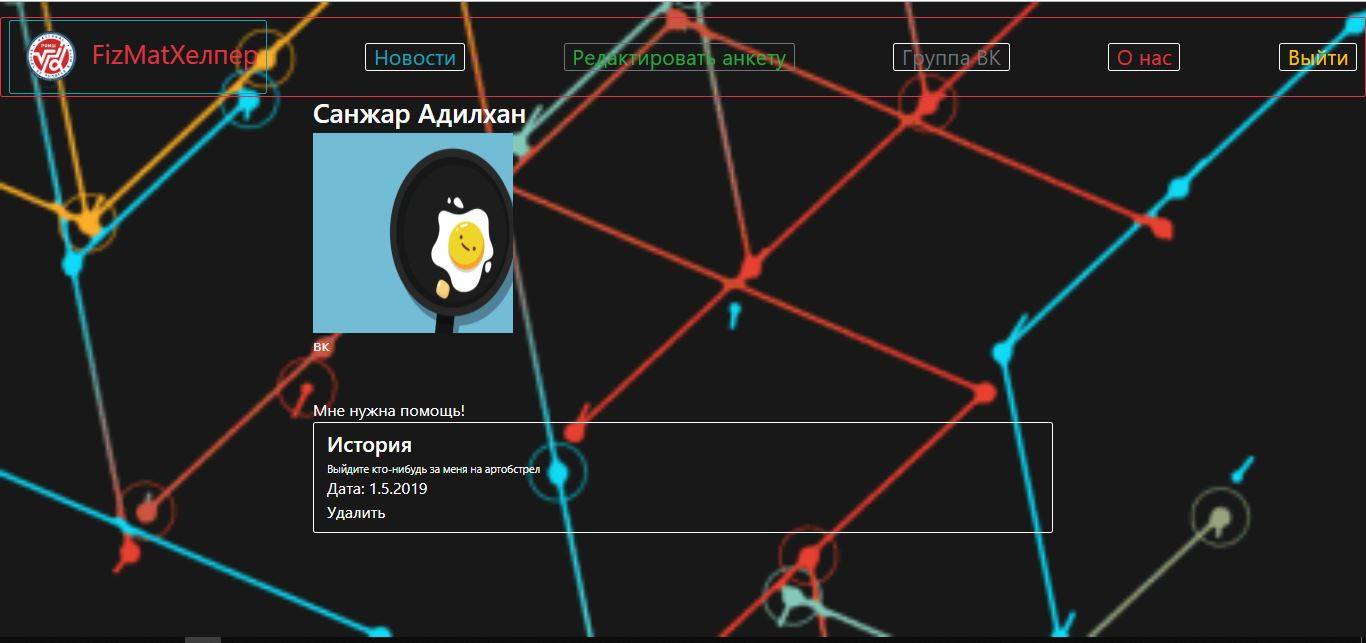 FizMatХелпер
Новости
Редактировать анкету
Группа ВК
О нас
Выйти
Санжар Адилхан
ВК
Мне нужна помощь!
История
Выйдите кто-нибудь за меня на артобстрел
Дата: 1.5.2019
Удалить